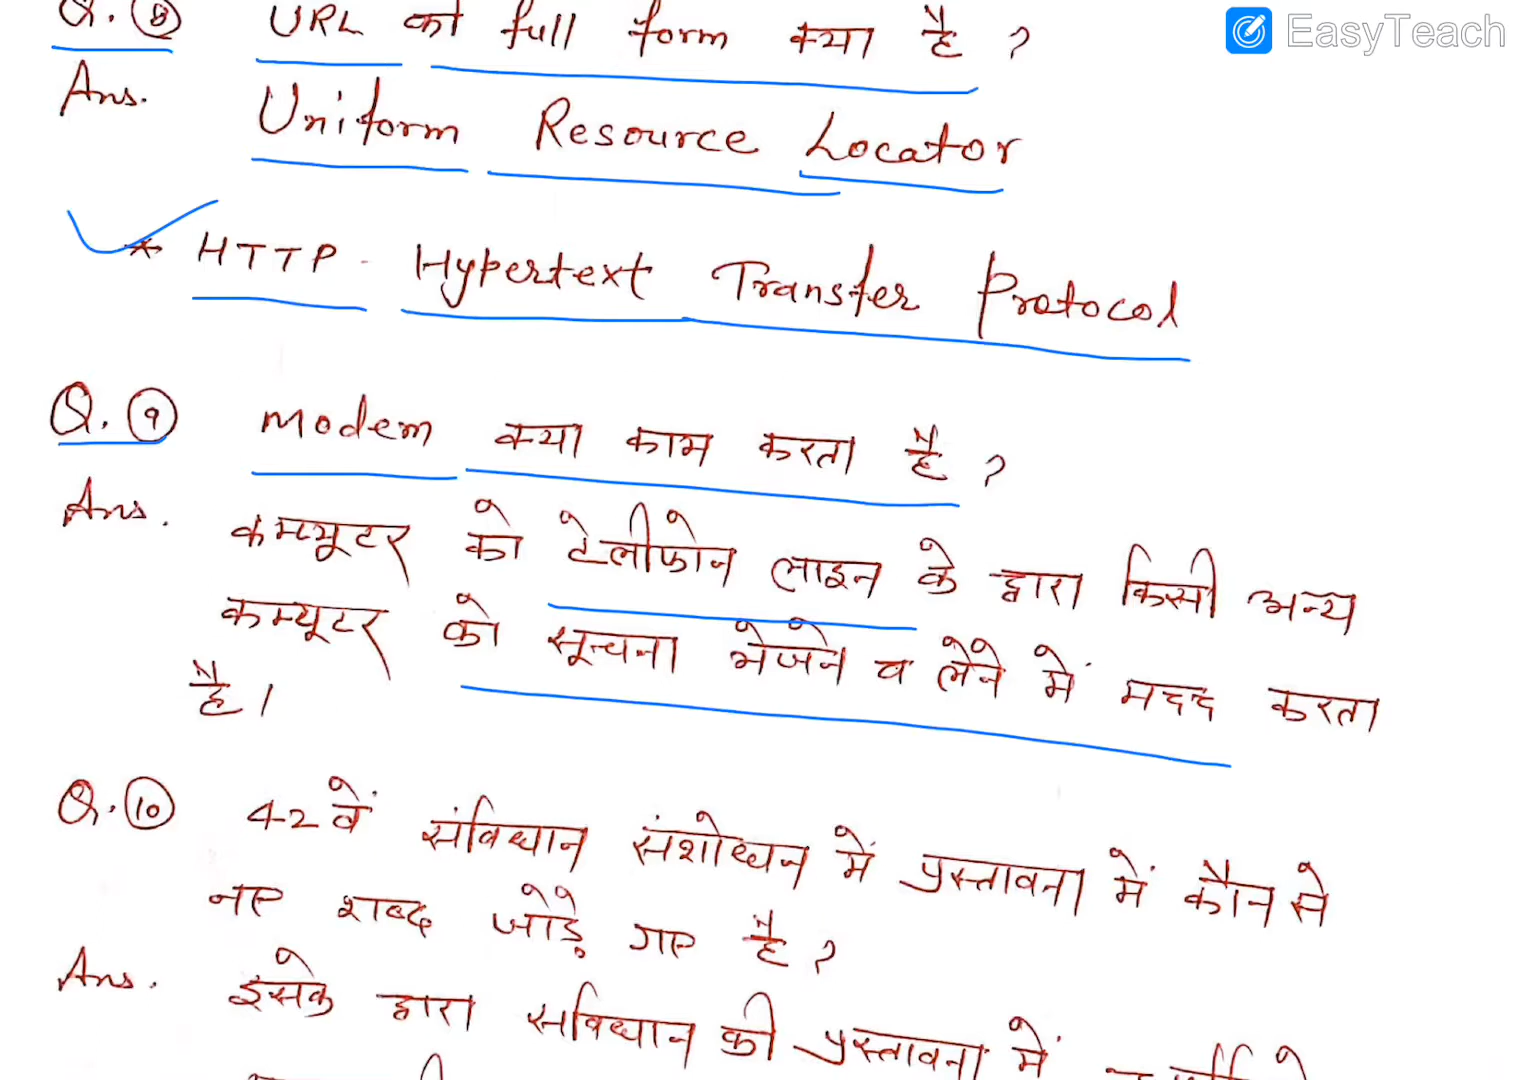 Q. 8 URL का full form क्या है ?
EasyTeach
Ans. Uniform Resource Locator
* HTTP - Hypertext Transfer Protocol
Q. 9 Modem क्या काम करता है ?
Ans. कम्प्यूटर को टेलीफोन लाइन के द्वारा किसी अन्य
कम्प्यूटर को सूचना भेजने व लेने में मदद करता
है।
Q. 10 42वें संविधान संशोधन में प्रस्तावना में कौन से
नए शब्द जोड़े गए है ?
Ans. इसके द्वारा सविधान की प्रस्तावना में